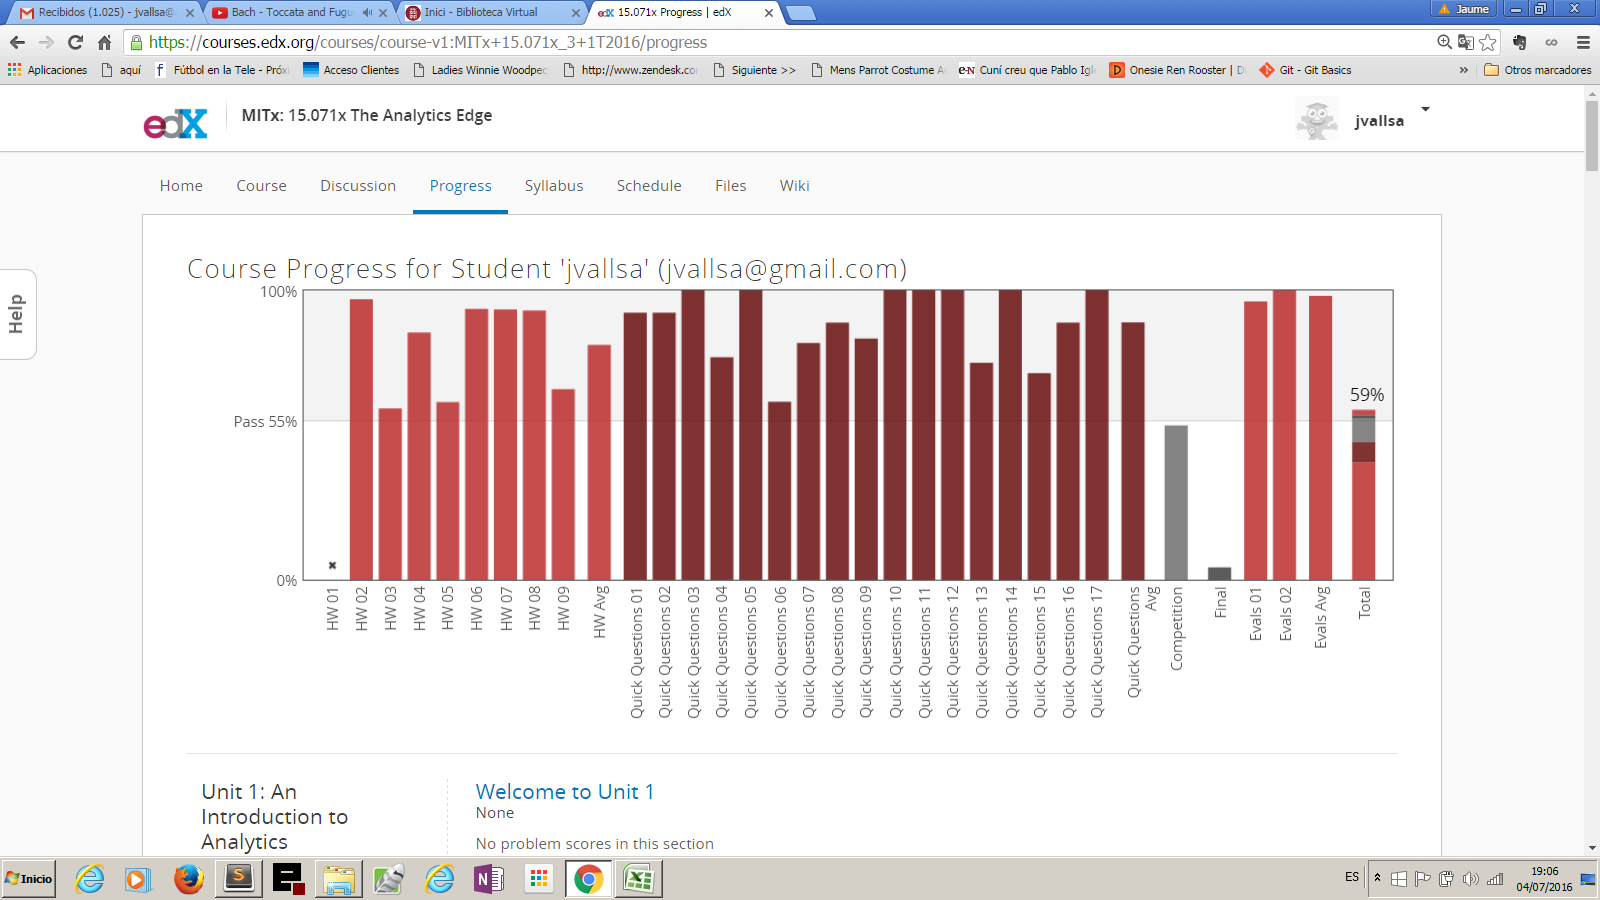 Recibidos (1.025) - jvallsa@
Bach - Toccata and Fugu
Inici - Biblioteca Virtual
edX 15.071x Progress | edX
Jaume
https://courses.edx.org/courses/course-v1:MITx+15.071x_3+1T2016/progress
Aplicaciones
aquí
Fútbol en la Tele - Próxi
Acceso Clientes
Ladies Winnie Woodpec
http://www.zendesk.co
Siguiente >>
Mens Parrot Costume A
e-N Cuní creu que Pablo Igl
D Onesie Ren Rooster | D
Git - Git Basics
»
Otros marcadores
edX
MITx: 15.071x The Analytics Edge
jvallsa
Home Course Discussion Progress Syllabus Schedule Files Wiki
Help
Course Progress for Student 'jvallsa' (jvallsa@gmail.com)
100%
Pass 55%
0%
59%
HW 01
HW 02
HW 03
HW 04
HW 05
HW 06
HW 07
HW 08
HW 09
HW Avg
Quick Questions 01
Quick Questions 02
Quick Questions 03
Quick Questions 04
Quick Questions 05
Quick Questions 06
Quick Questions 07
Quick Questions 08
Quick Questions 09
Quick Questions 10
Quick Questions 11
Quick Questions 12
Quick Questions 13
Quick Questions 14
Quick Questions 15
Quick Questions 16
Quick Questions 17
Quick Questions
Avg
Competition
Final
Evals 01
Evals 02
Evals Avg
Total
Unit 1: An
Introduction to
Analytics
Welcome to Unit 1
None
No problem scores in this section
Inicio
ES
19:06
04/07/2016